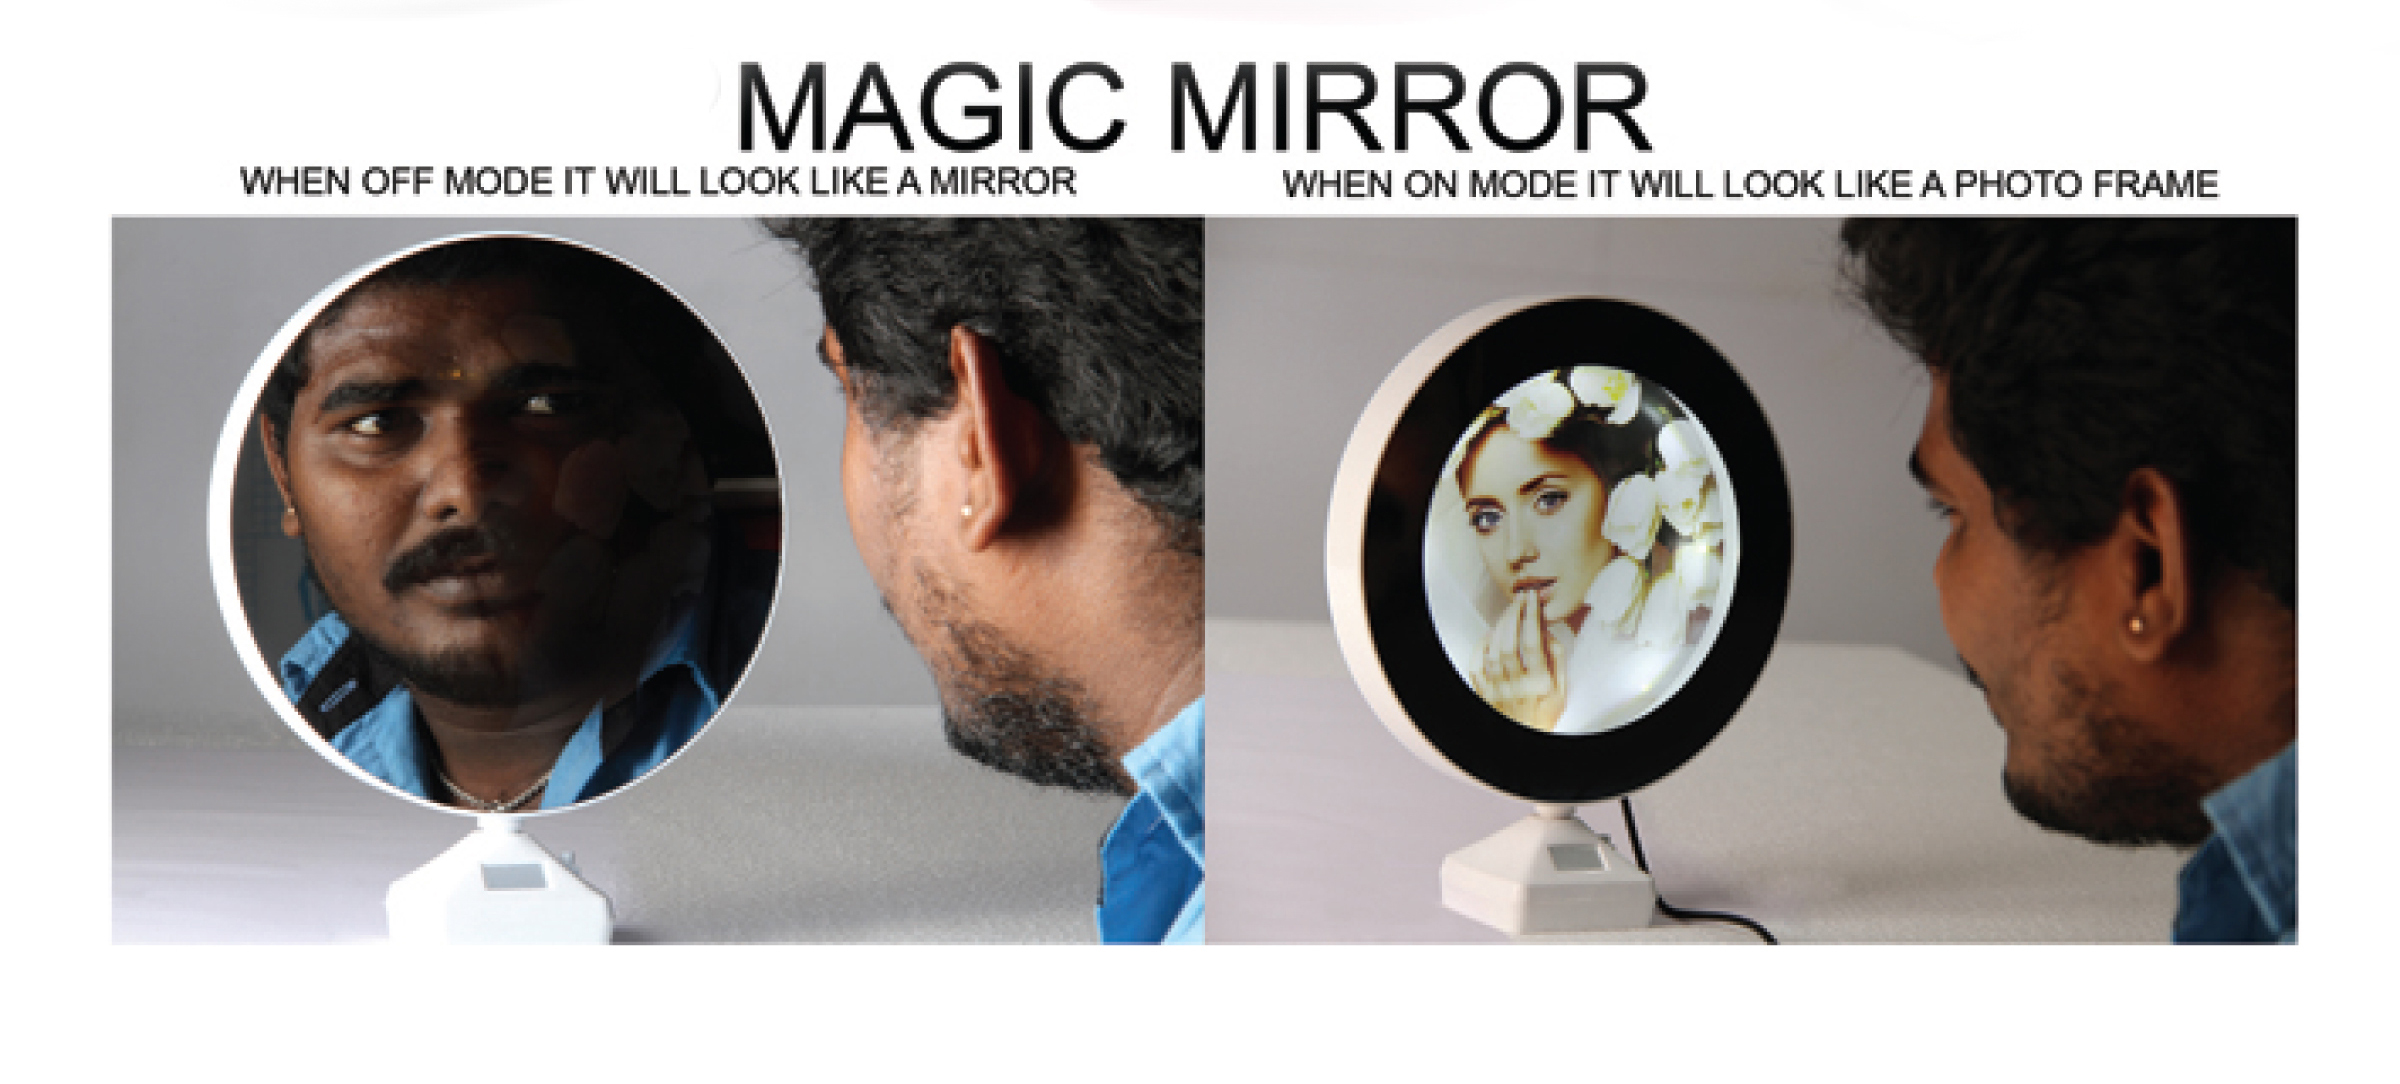 MAGIC MIRROR
WHEN OFF MODE IT WILL LOOK LIKE A MIRROR
WHEN ON MODE IT WILL LOOK LIKE A PHOTO FRAME